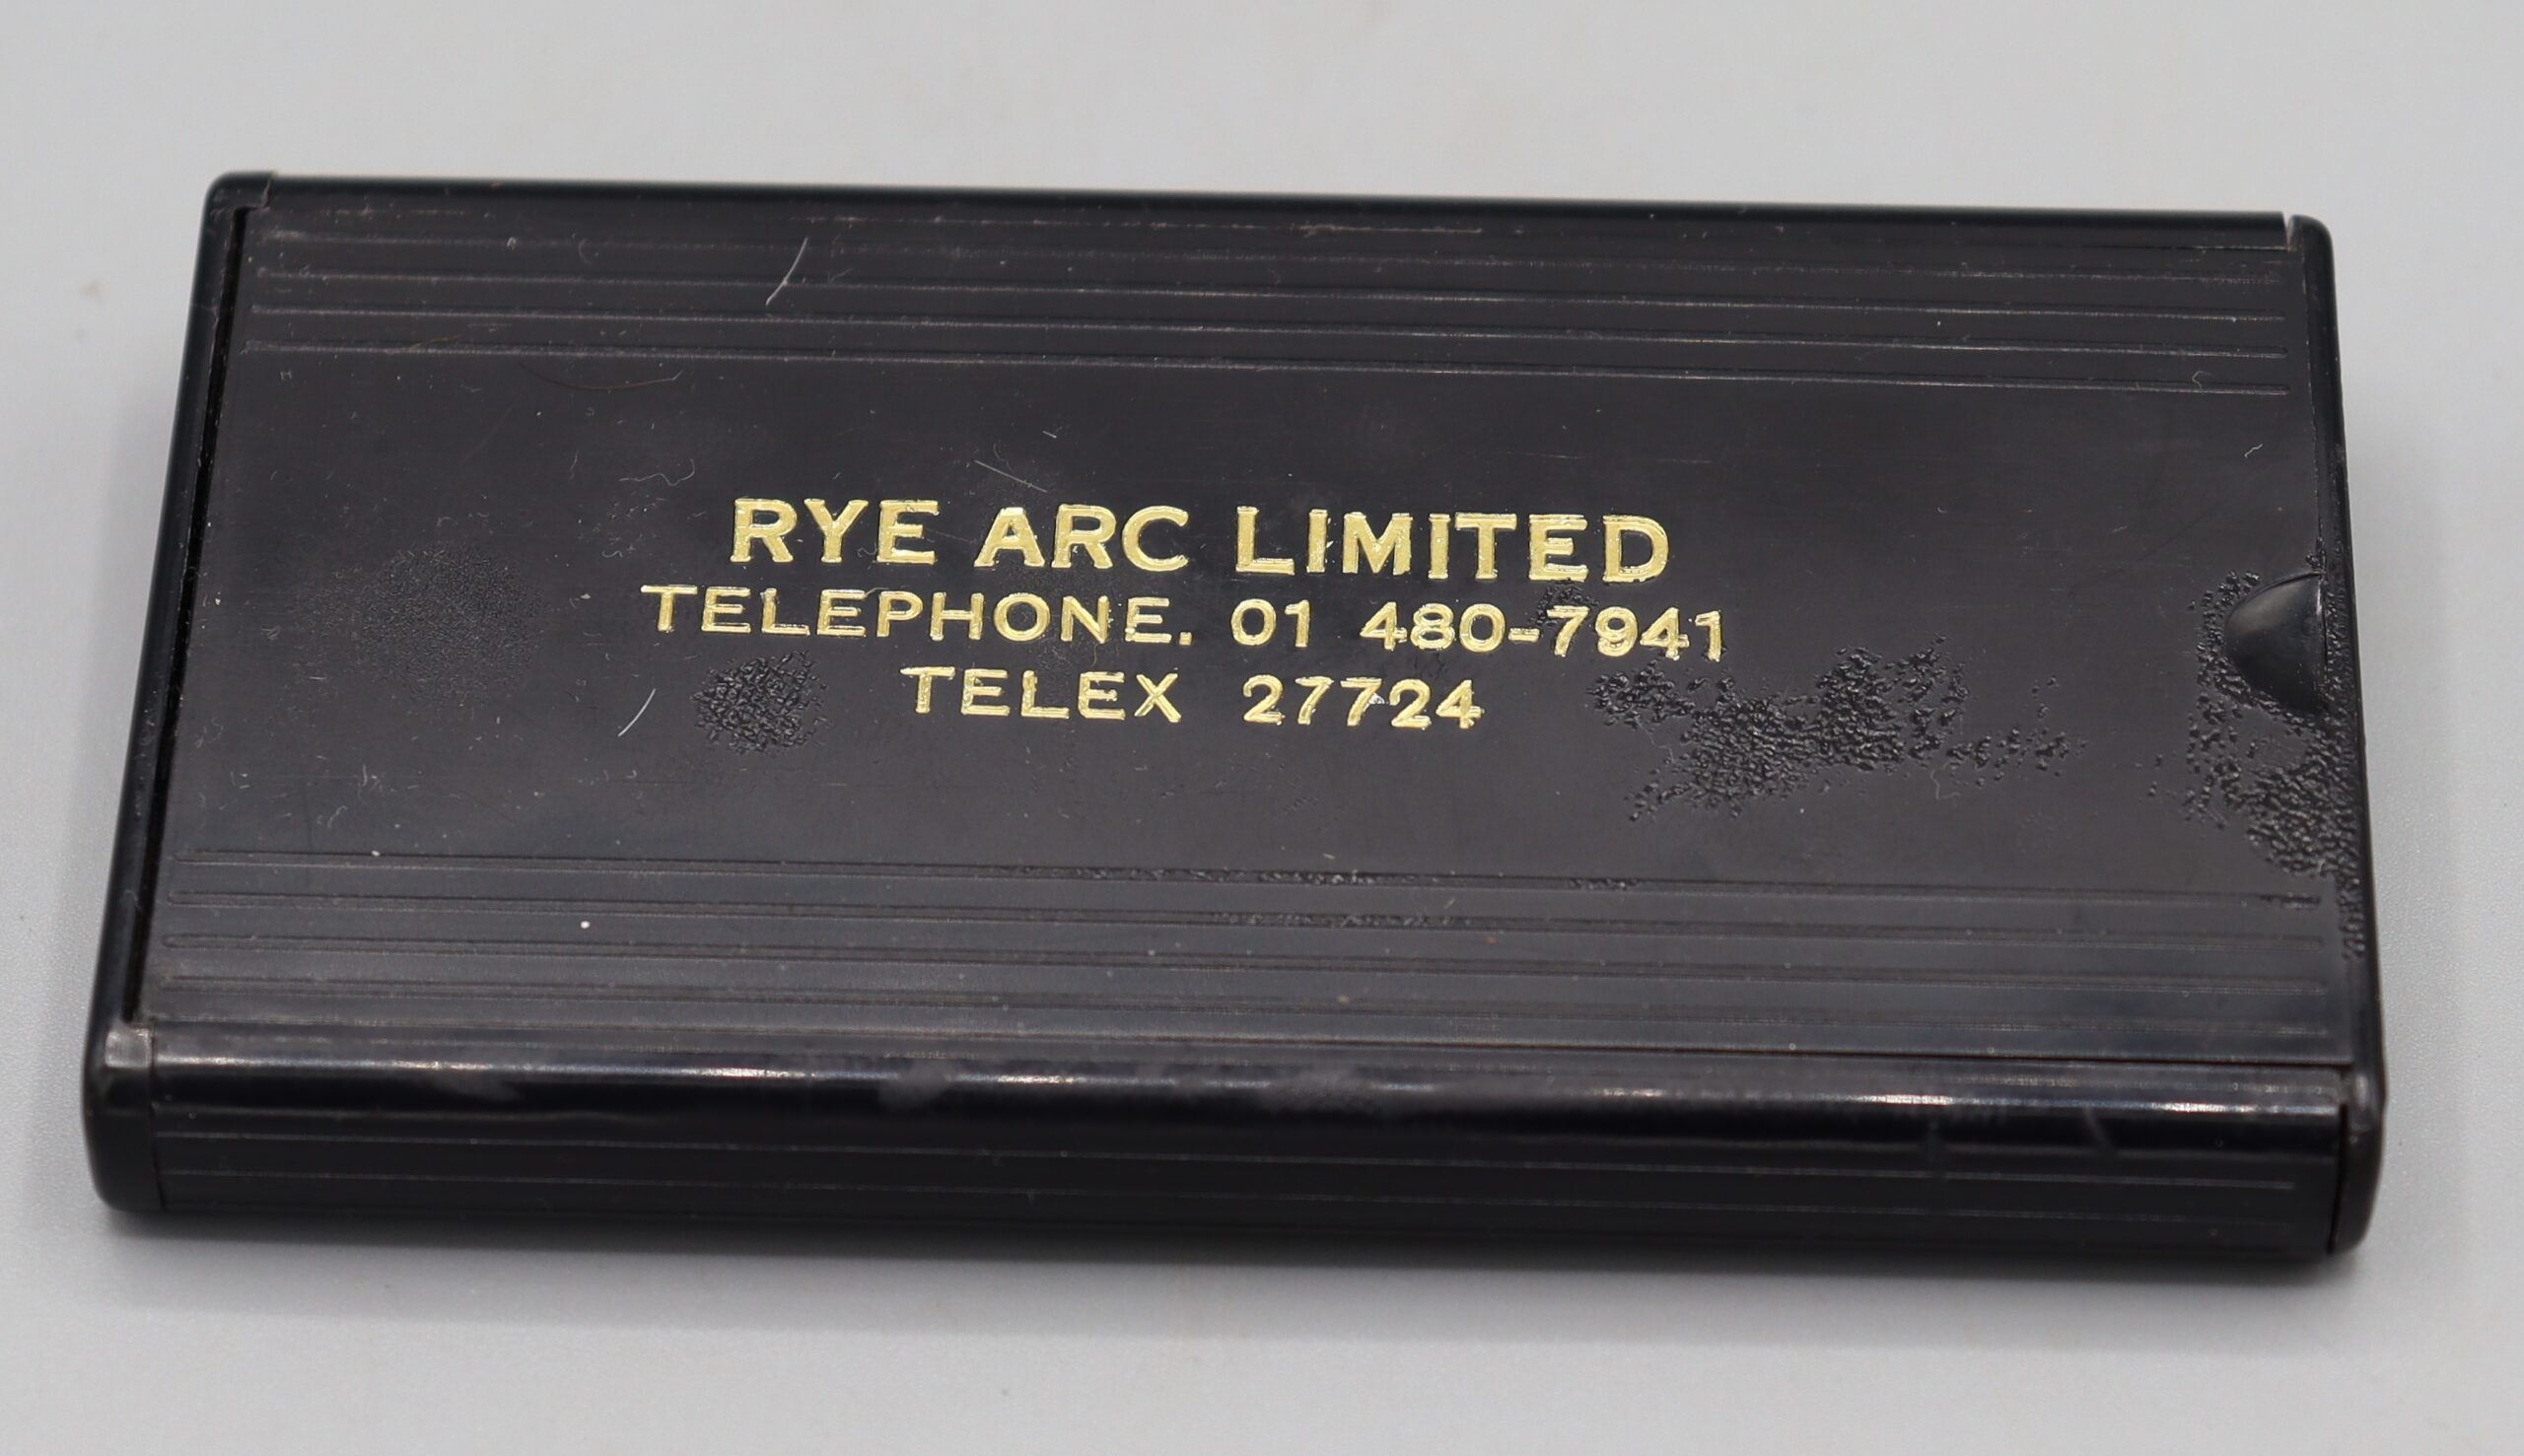 RYE ARC LIMITED
TELEPHONE. 01 480-7941
TELEX 27724